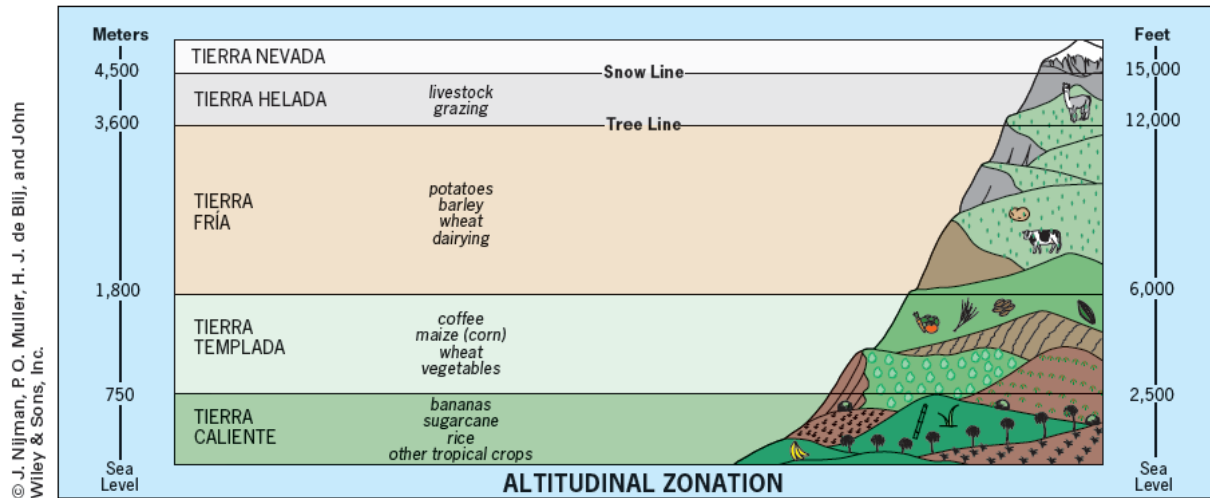 © J. Nijman, P. O. Muller, H. J. de Blij, and John
Wiley & Sons, Inc.
Meters
4,500
3,600
1,800
750
Sea
Level
TIERRA NEVADA
Snow Line
TIERRA HELADA
livestock
grazing
Tree Line
TIERRA
FRÍA
potatoes
barley
wheat
dairying
TIERRA
TEMPLADA
coffee
maize (corn)
wheat
vegetables
TIERRA
CALIENTE
bananas
sugarcane
rice
other tropical crops
Feet
15,000
12,000
6,000
2,500
Sea
Level
ALTITUDINAL ZONATION